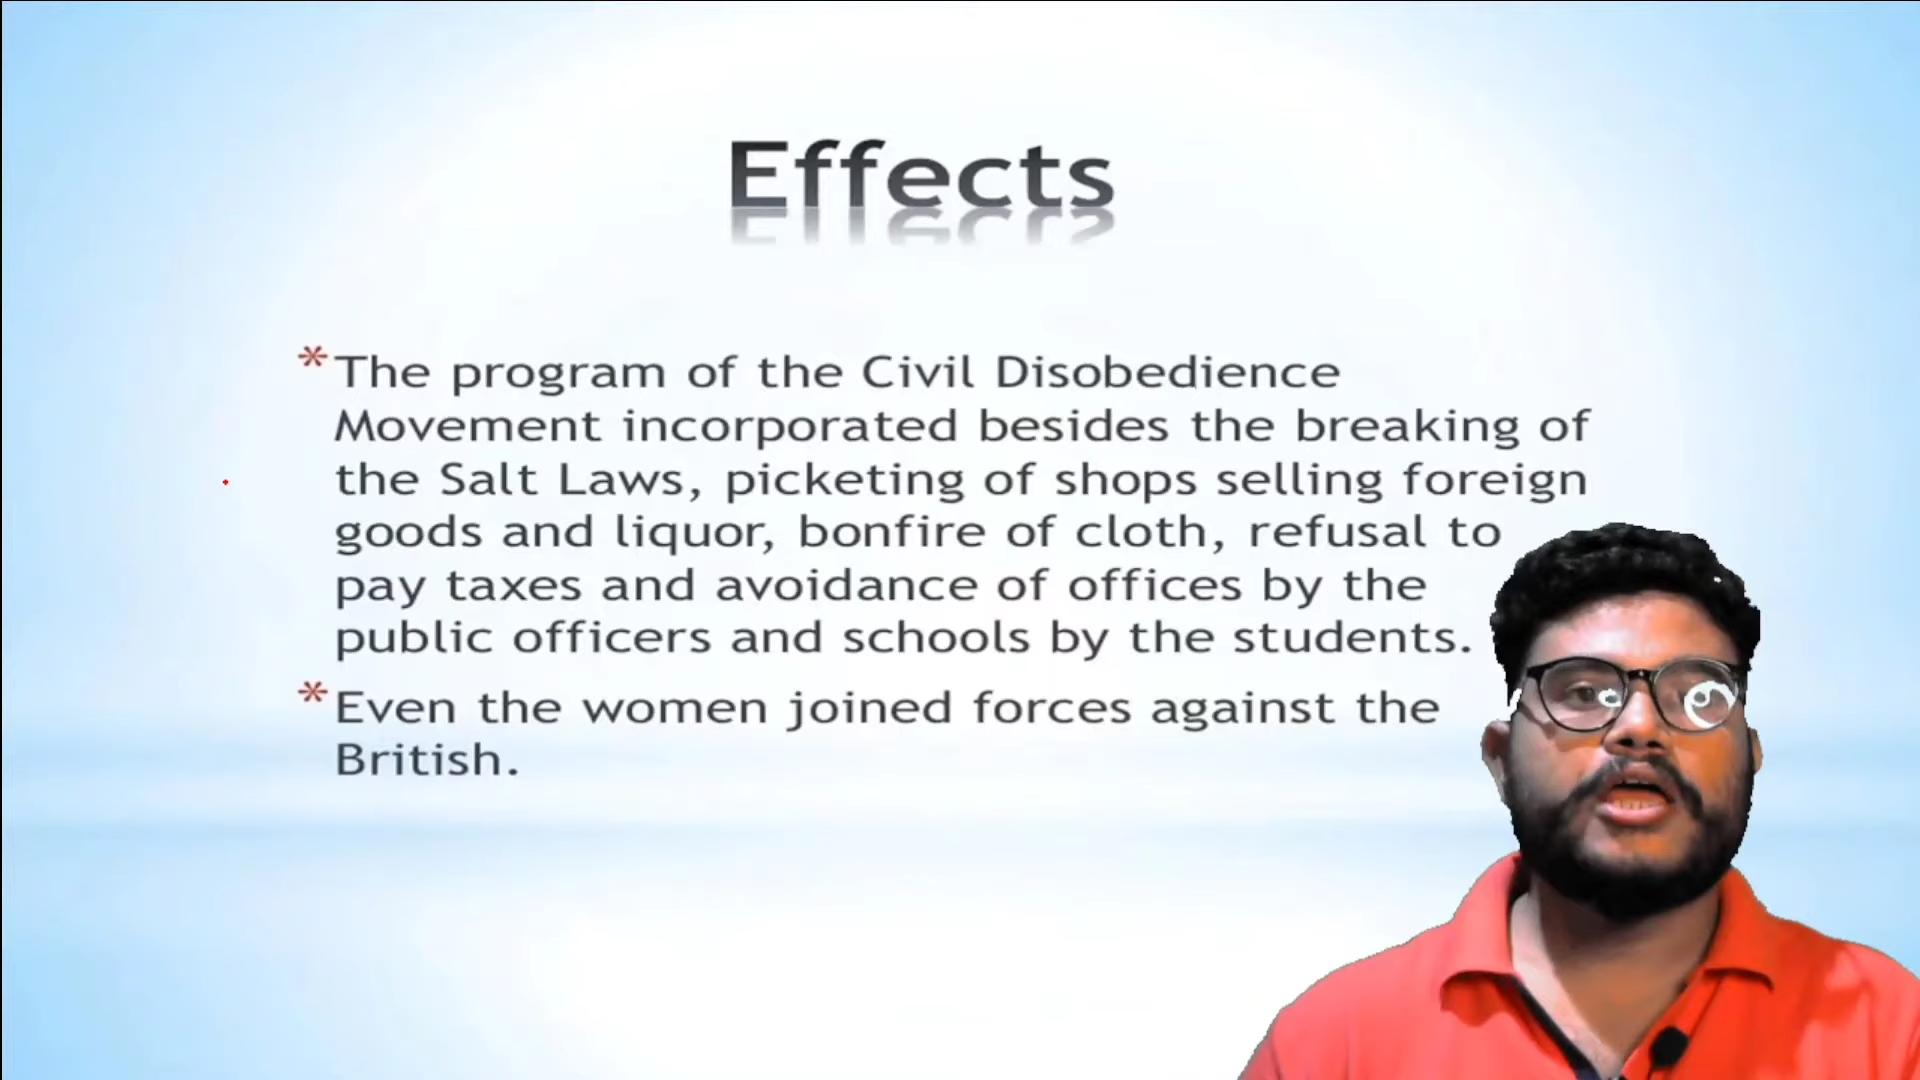 Effects
* The program of the Civil Disobedience
Movement incorporated besides the breaking of
the Salt Laws, picketing of shops selling foreign
goods and liquor, bonfire of cloth, refusal to
pay taxes and avoidance of offices by the
public officers and schools by the students.
* Even the women joined forces against the
British.